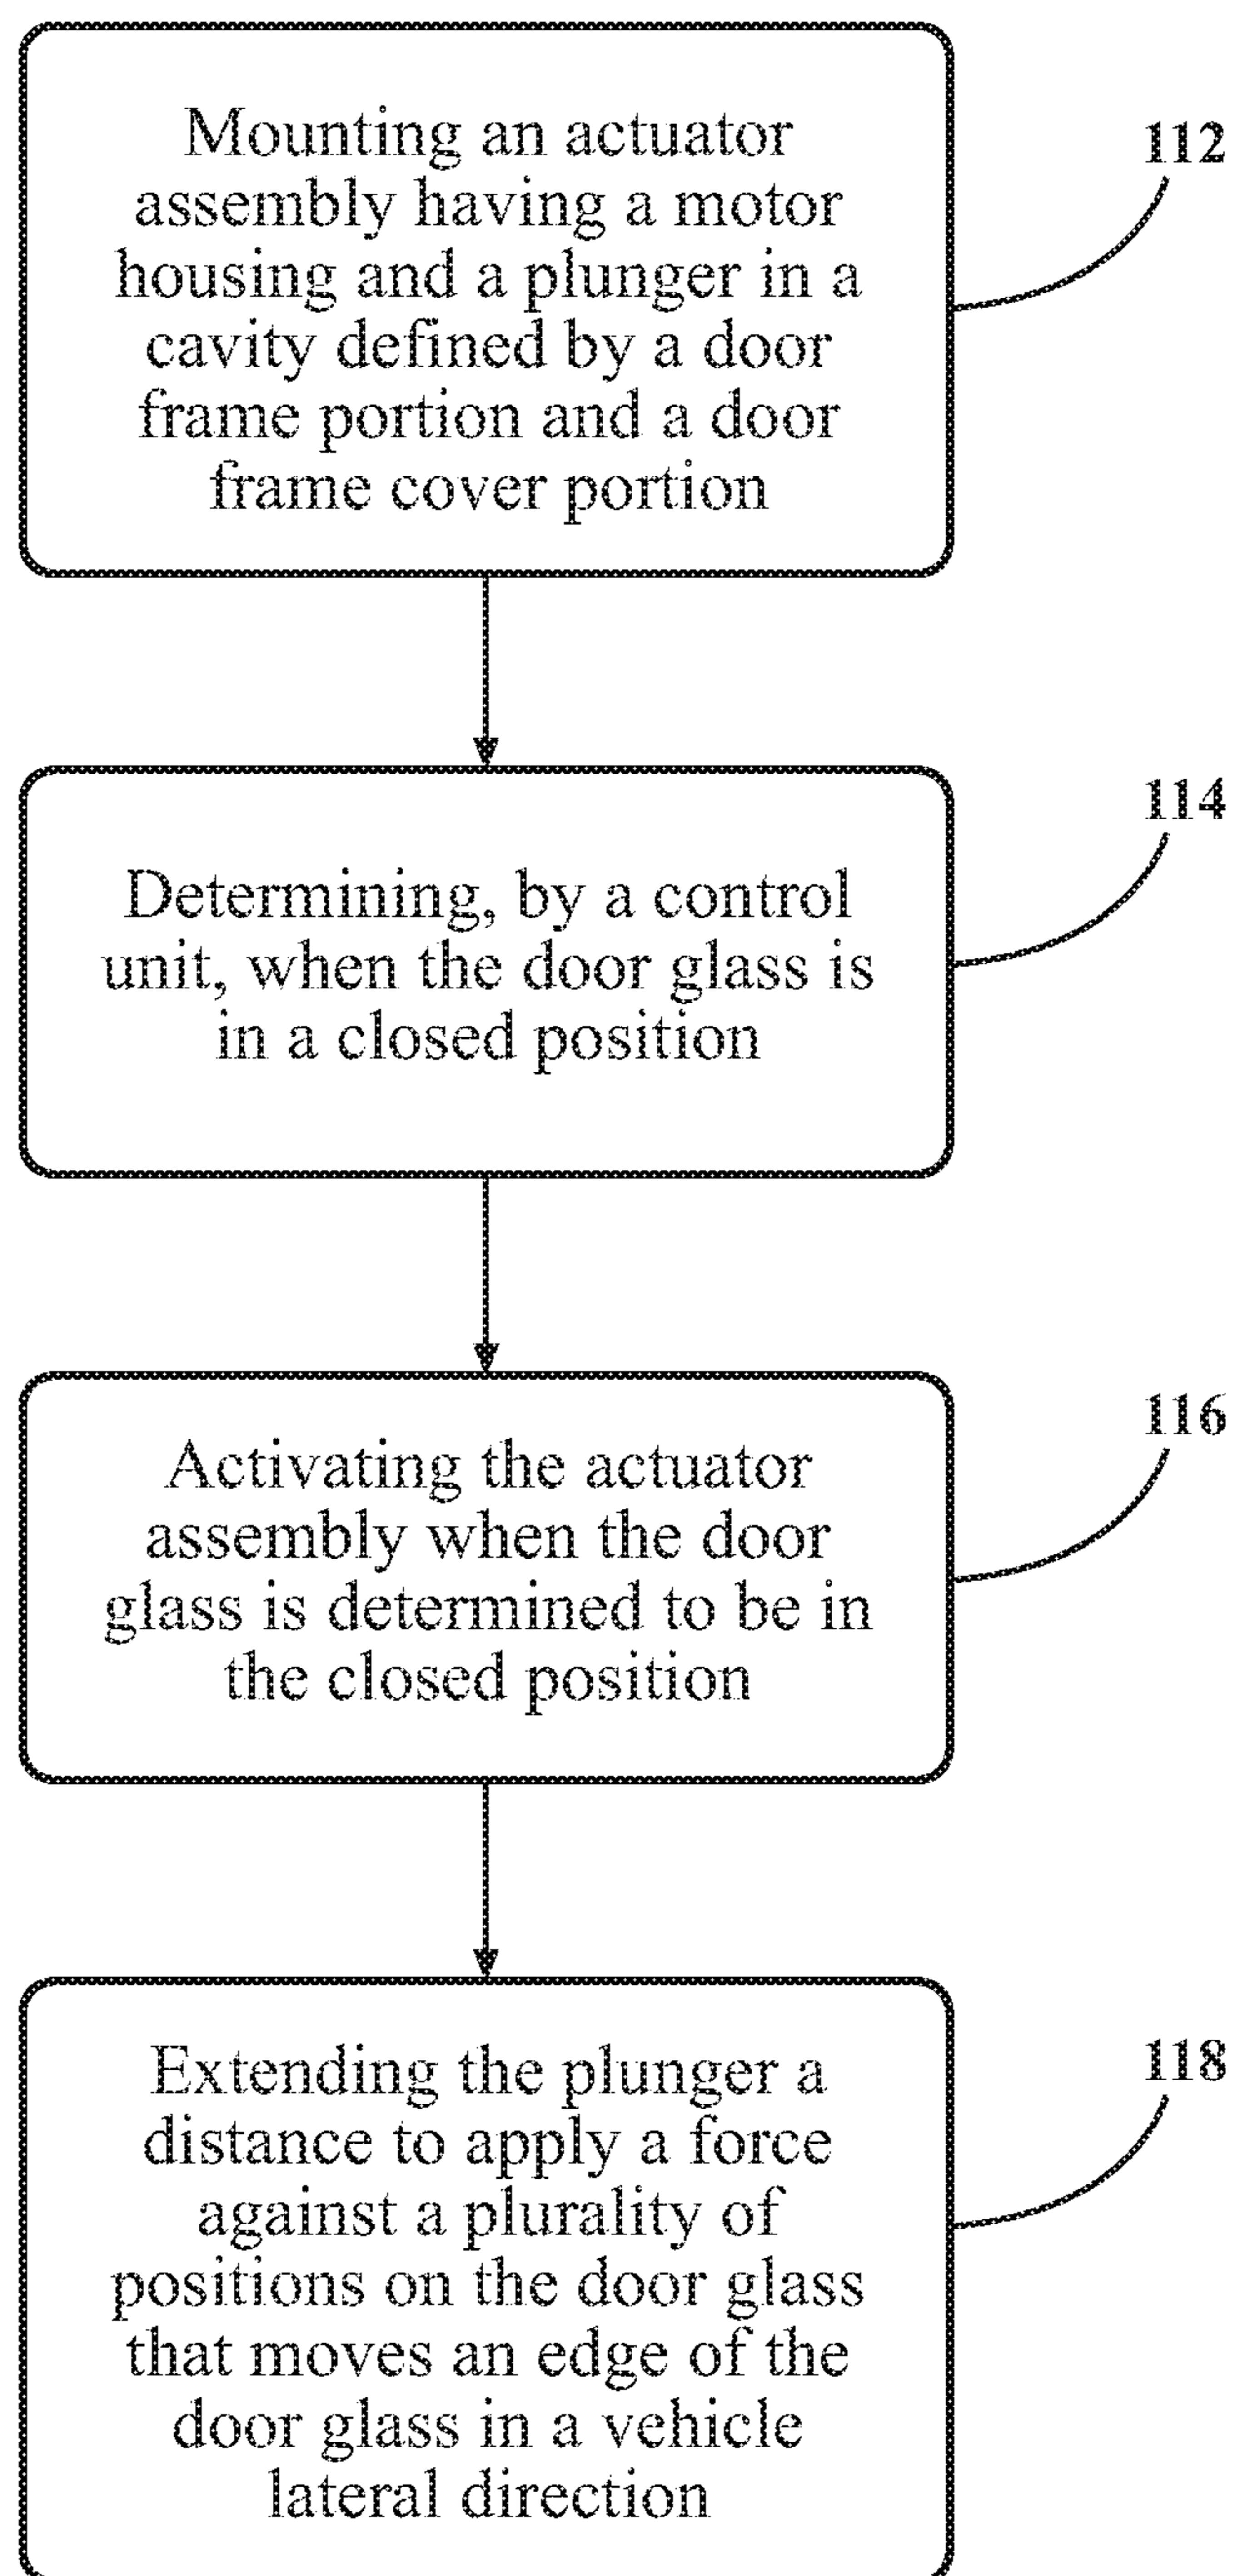 Mounting an actuator
assembly having a motor
housing and a plunger in a
cavity defined by a door
frame portion and a door
frame cover portion
112
Determining, by a control
unit, when the door glass is
in a closed position
114
Activating the actuator
assembly when the door
glass is determined to be in
the closed position
116
Extending the plunger a
distance to apply a force
against a plurality of
positions on the door glass
that moves an edge of the
door glass in a vehicle
lateral direction
118